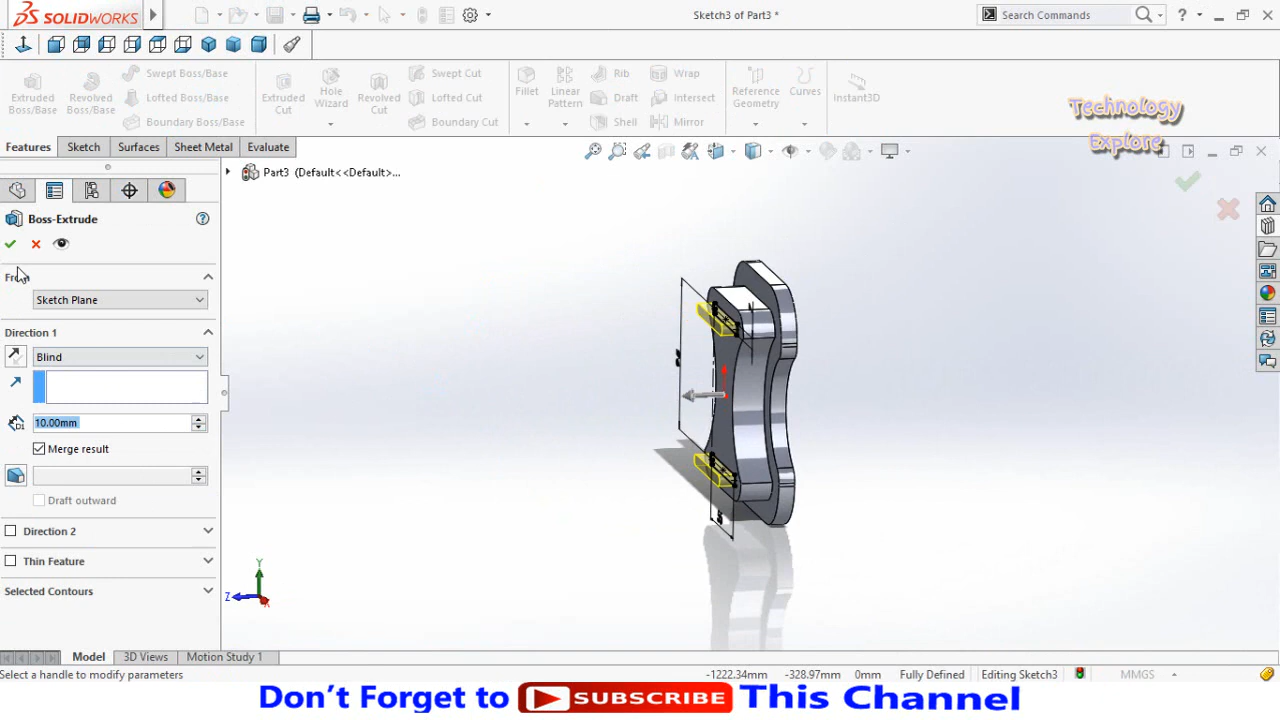 SOLIDWORKS
Sketch3 of Part3 *
Search Commands
?
Extruded Boss/Base
Revolved Boss/Base
Swept Boss/Base
Lofted Boss/Base
Boundary Boss/Base
Extruded Cut
Hole Wizard
Revolved Cut
Swept Cut
Lofted Cut
Boundary Cut
Fillet
Linear Pattern
Rib
Draft
Shell
Wrap
Intersect
Mirror
Reference Geometry
Curves
Instant3D
Technology
Explore
Features
Sketch
Surfaces
Sheet Metal
Evaluate
Part3 (Default<<Default>...
Boss-Extrude
From
Sketch Plane
Direction 1
Blind
10.00mm
Merge result
Draft outward
Direction 2
Thin Feature
Selected Contours
Y
Z
X
5
Model
3D Views
Motion Study 1
Select a handle to modify parameters
-1222.34mm
-328.97mm
0mm
Fully Defined
Editing Sketch3
MMGS
Don't Forget to SUBSCRIBE This Channel